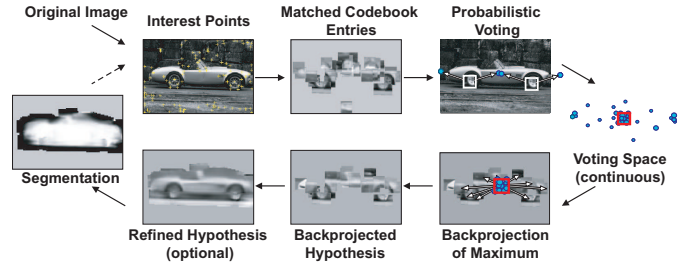 Original Image
Interest Points
Matched Codebook
Entries
Probabilistic
Voting
Voting Space
(continuous)
Segmentation
Refined Hypothesis
(optional)
Backprojected
Hypothesis
Backprojection
of Maximum